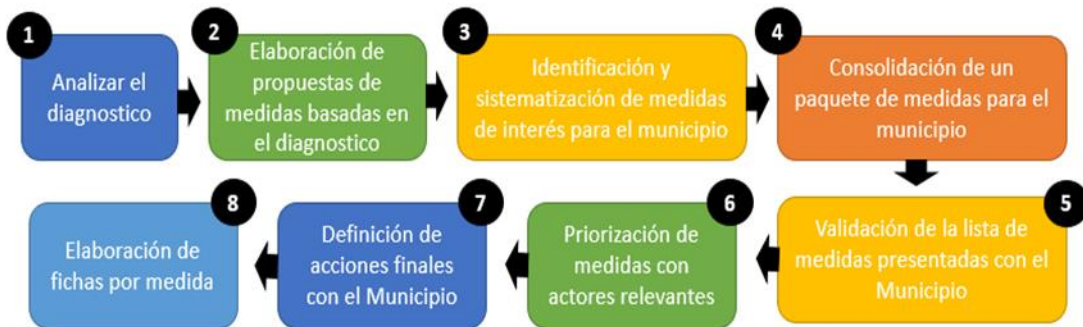 1
Analizar el
diagnostico
2
Elaboración de
propuestas de
medidas basadas en
el diagnostico
3
Identificación y
sistematización de medidas
de interés para el municipio
4
Consolidación de un
paquete de medidas para el
municipio
5
Validación de la lista de
medidas presentadas con el
Municipio
6
Priorización de
medidas con
actores relevantes
7
Definición de
acciones finales
con el Municipio
8
Elaboración de
fichas por medida